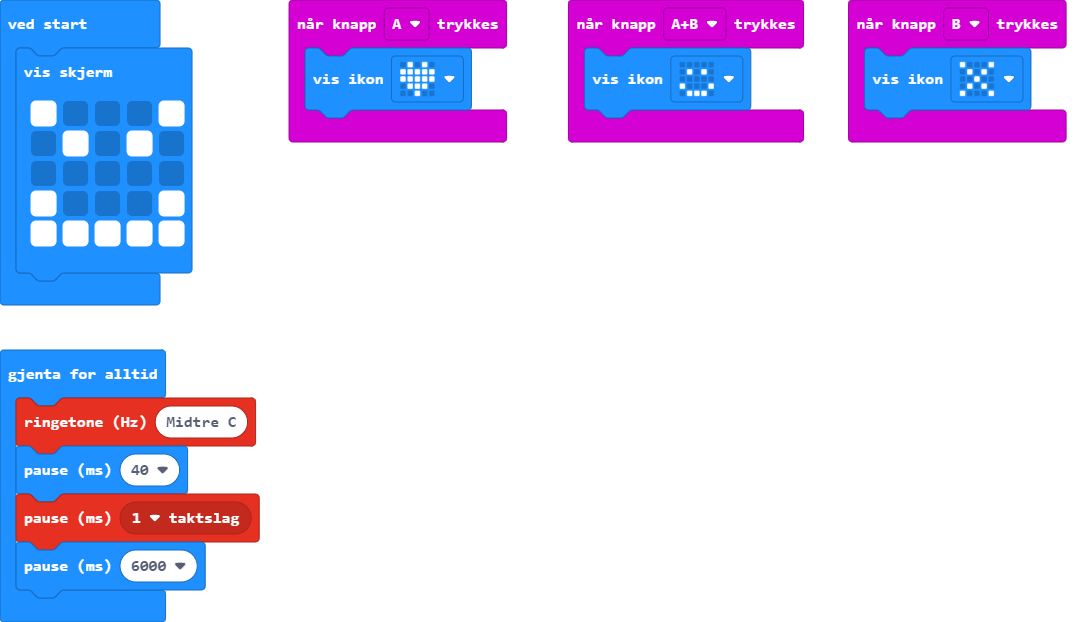 ved start
vis skjerm
når knapp A trykkes
vis ikon
når knapp A+B trykkes
vis ikon
når knapp B trykkes
vis ikon
gjenta for alltid
ringetone (Hz) Midtre C
pause (ms) 40
pause (ms) 1 taktslag
pause (ms) 6000